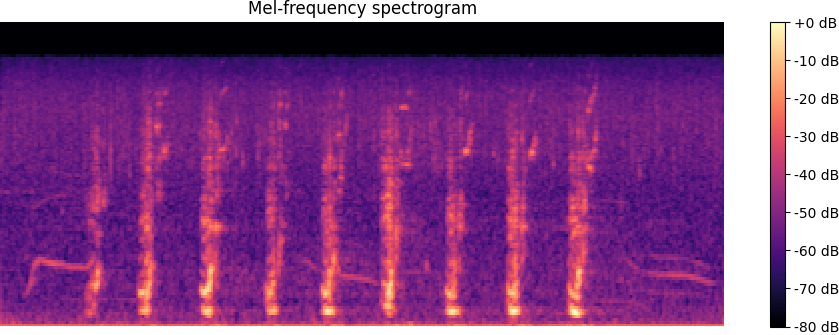 Mel-frequency spectrogram
+0 dB
-10 dB
-20 dB
-30 dB
-40 dB
-50 dB
-60 dB
-70 dB
-80 dB